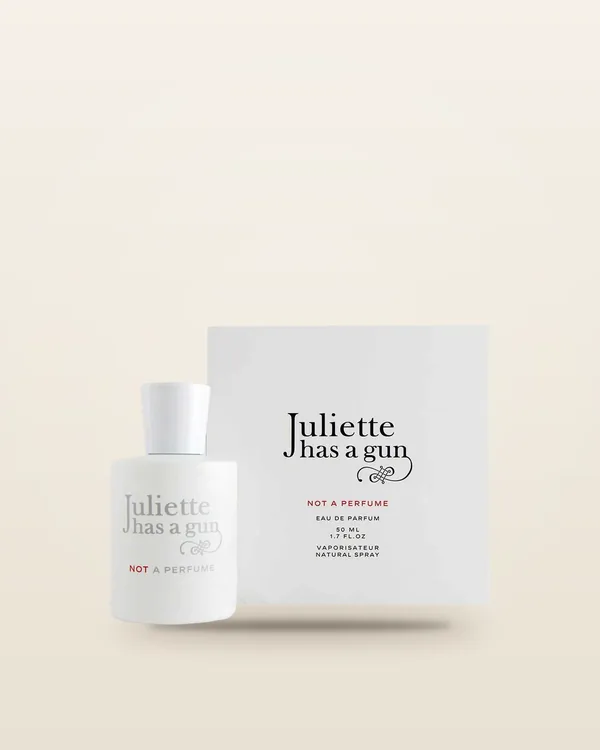 Juliette
has a gun
NOT A PERFUME
Juliette
has a gun
NOT A PERFUME
EAU DE PARFUM
50 ML
1.7 FL.OZ
VAPORISATEUR
NATURAL SPRAY